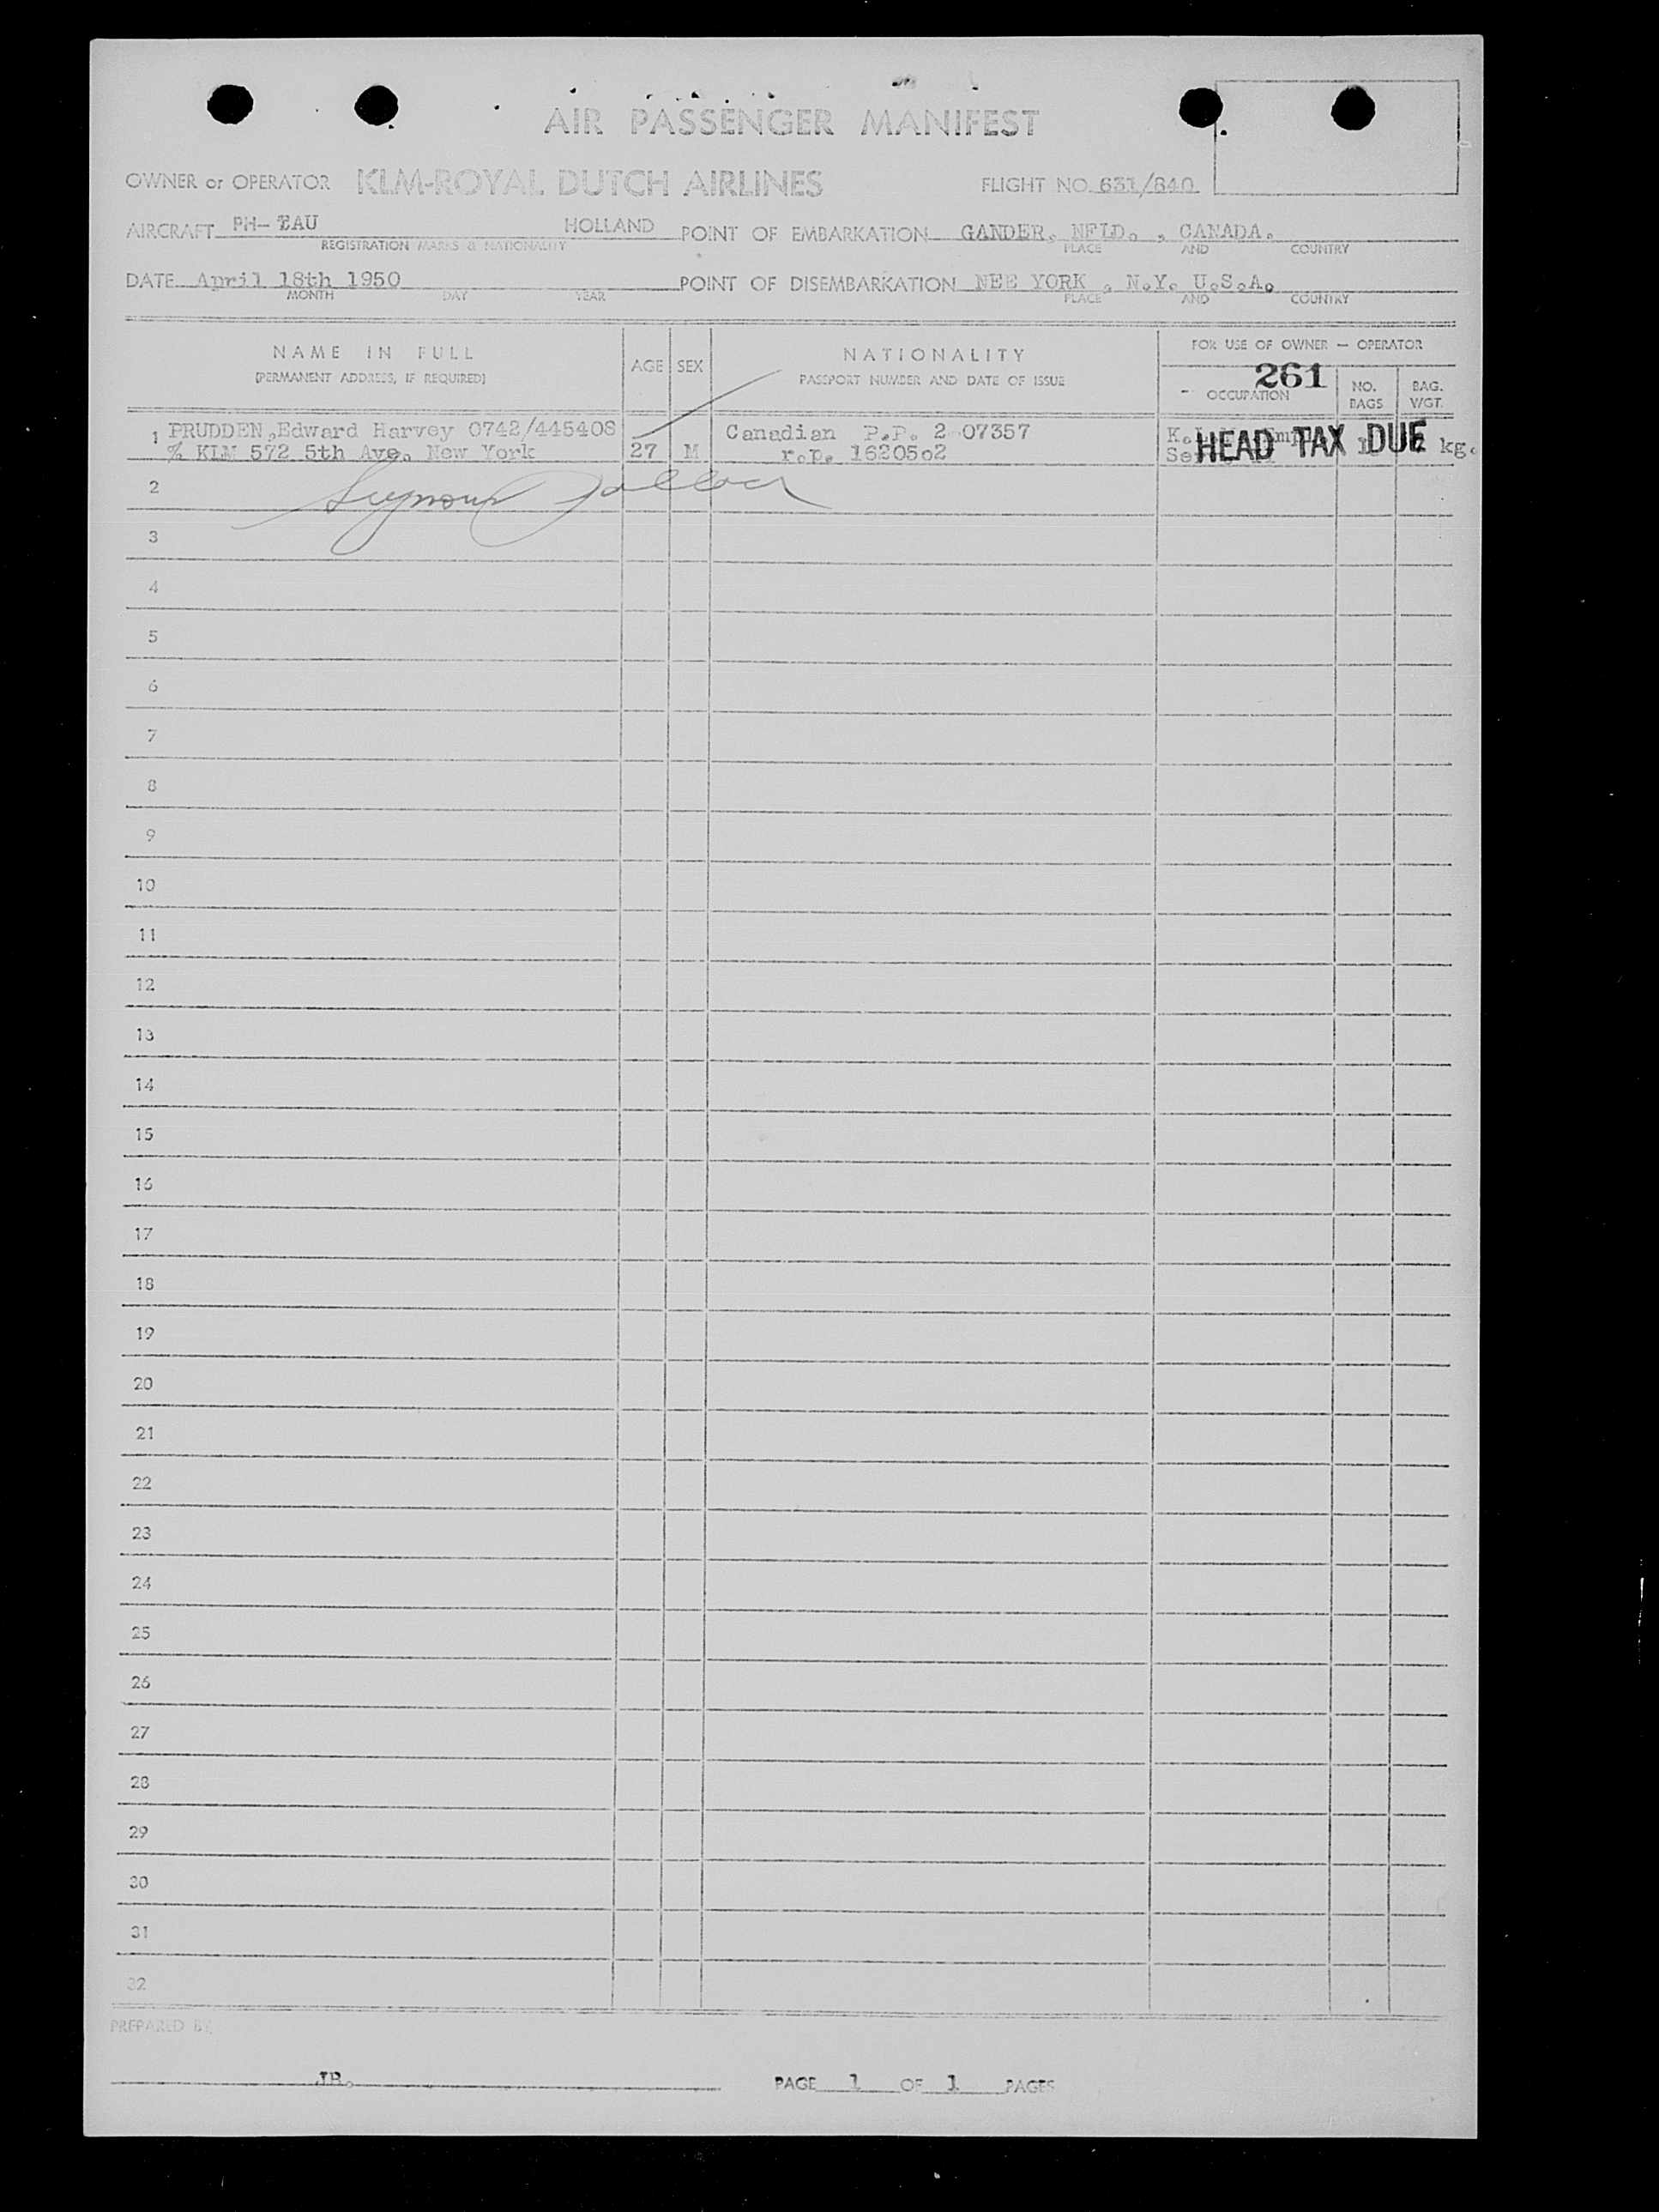 AIR PASSENGER MANIFEST
OWNER or OPERATOR KLM-ROYAL DUTCH AIRLINES FLIGHT NO. 631/640
AIRCRAFT PH- TAU HOLLAND POINT OF EMBARKATION GANDER, NFLD. , CANADA.
REGISTRATION MARKS & NATIONALITY PLACE AND COUNTRY
DATE April 18th 1950 POINT OF DISEMBARKATION NEE YORK , N.Y. U.S.A.
MONTH DAY YEAR PLACE AND COUNTRY
NAME IN FULL AGE SEX NATIONALITY FOR USE OF OWNER — OPERATOR
(PERMANENT ADDRESS, IF REQUIRED) PASSPORT NUMBER AND DATE OF ISSUE OCCUPATION 261 NO. BAGS BAG. WGT.
1 PRUDDEN,Edward Harvey 0742/445408 Canadian P.P. 2 07357
% KLM 572 5th Ave. New York 27 M r.p. 1620502 HEAD TAX DUE kg.
2 Seymour
3
4
5
6
7
8
9
10
11
12
13
14
15
16
17
18
19
20
21
22
23
24
25
26
27
28
29
30
31
32
PREPARED BY
JR. PAGE 1 OF 1 PAGES